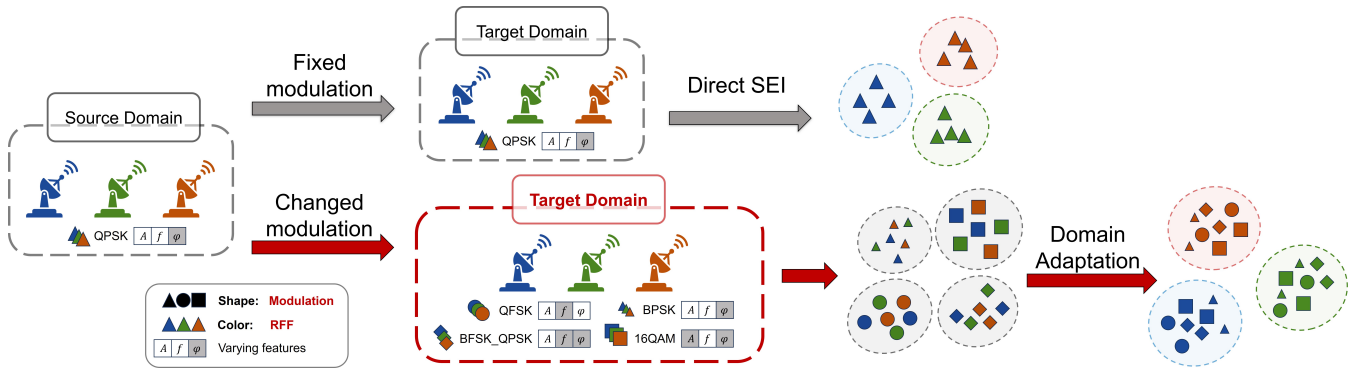 Source Domain
QPSK A f φ
Fixed
modulation
Target Domain
QPSK A f φ
Direct SEI
Changed
modulation
Target Domain
QFSK A f φ BPSK A f φ
BFSK_QPSK A f φ 16QAM A f φ
Domain
Adaptation
Shape: Modulation
Color: RFF
A f φ Varying features